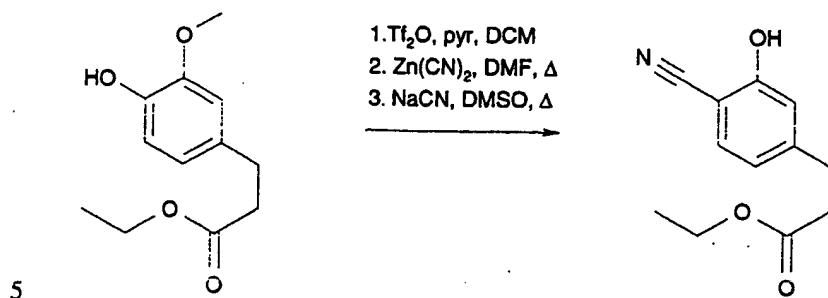 1.Tf₂O, pyr, DCM
2. Zn(CN)₂, DMF, Δ
3. NaCN, DMSO, Δ
O
HO
O
O
N
OH
O
O
5